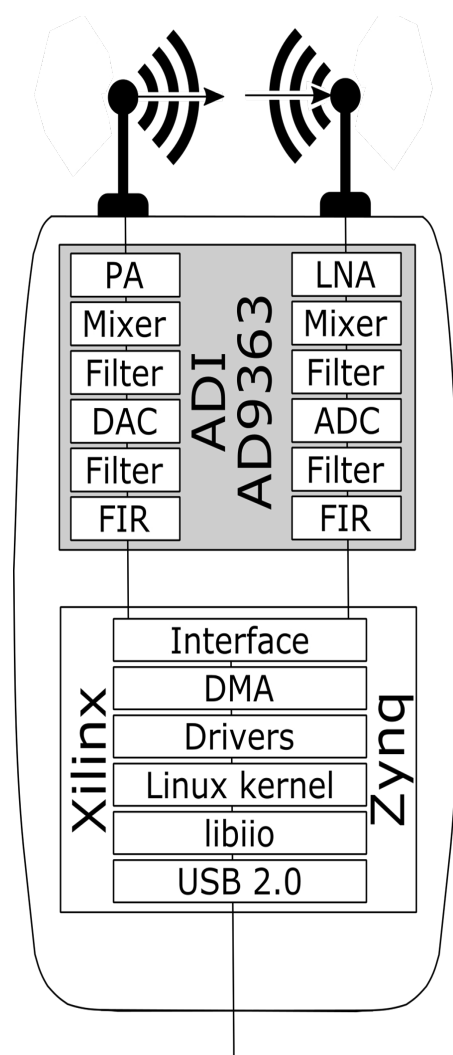 PA
Mixer
Filter
DAC
Filter
FIR
ADI
AD9363
LNA
Mixer
Filter
ADC
Filter
FIR
Xilinx
Interface
DMA
Drivers
Linux kernel
libiio
USB 2.0
Zynq